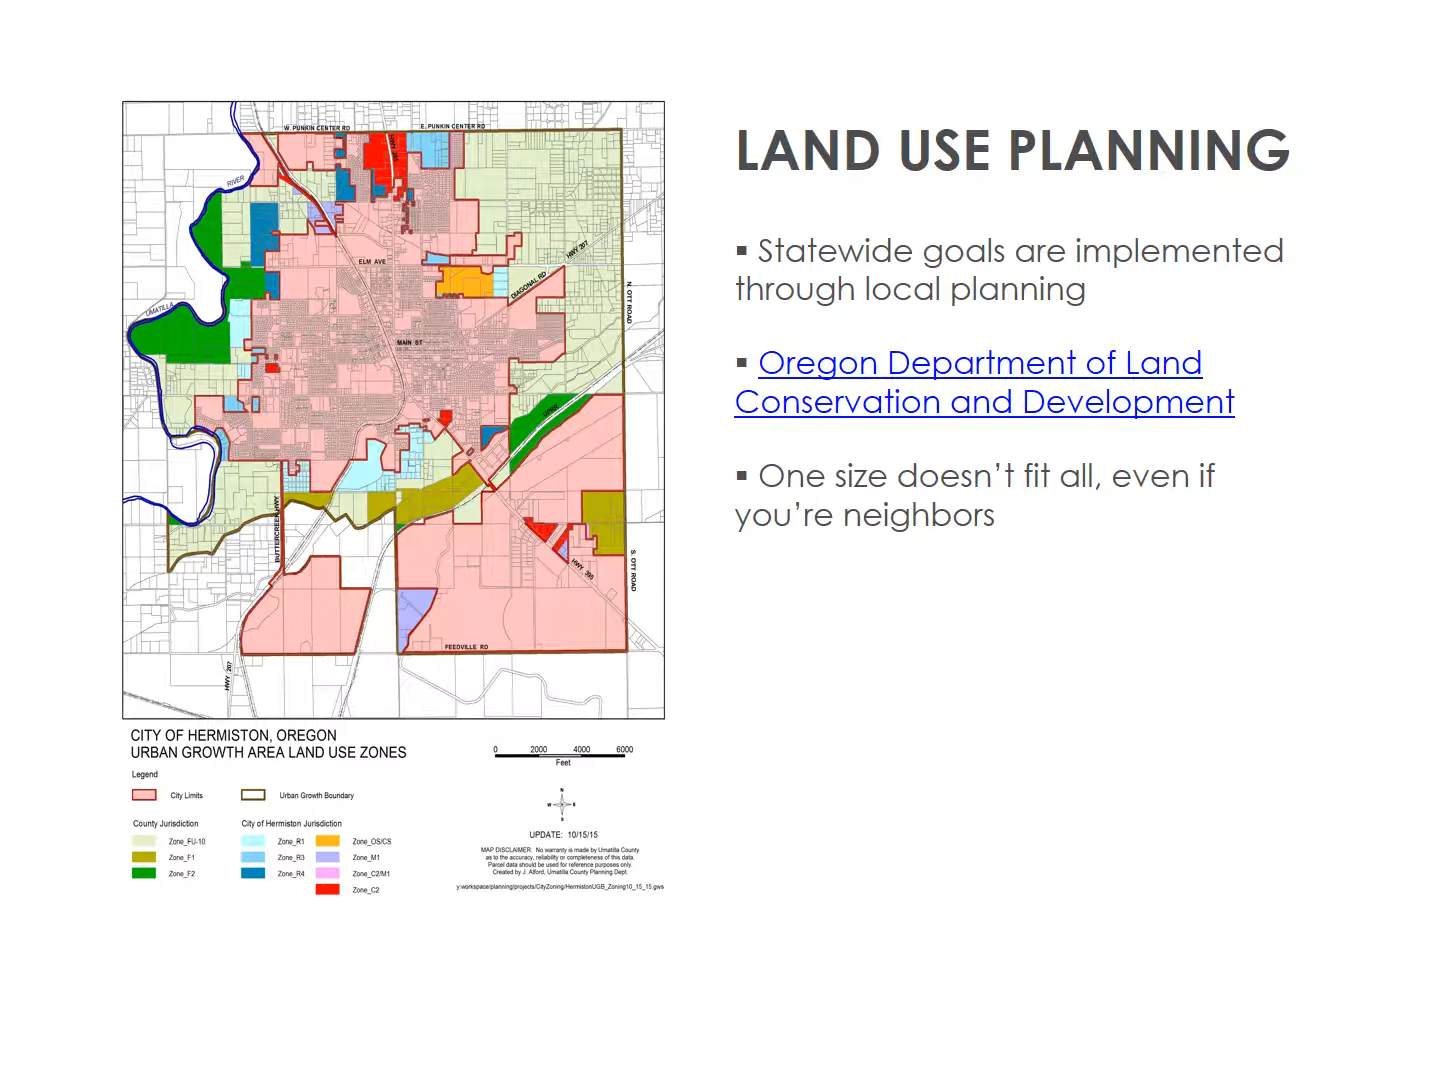 W. PUNKIN CENTER RD
E. PUNKIN CENTER RD
HWY 395
RIVER
HWY 207
ELM AVE
DIAGONAL RD
N. OTT ROAD
UMATILLA
MAIN ST
UPRR
BUTTERCREEK HWY
HWY 395
S. OTT ROAD
FEEDVILLE RD
HWY 207
CITY OF HERMISTON, OREGON
URBAN GROWTH AREA LAND USE ZONES
Legend
City Limits
Urban Growth Boundary
County Jurisdiction
Zone_FU-10
Zone_F1
Zone_F2
City of Hermiston Jurisdiction
Zone_R1
Zone_R3
Zone_R4
Zone_OS/CS
Zone_M1
Zone_C2/M1
Zone_C2
0 2000 4000 6000
Feet
N
W E
S
UPDATE: 10/15/15
MAP DISCLAIMER: No warranty is made by Umatilla County
as to the accuracy, reliability or completeness of this data.
Parcel data should be used for reference purposes only.
Created by J. Alford, Umatilla County Planning Dept.
y:workspace/planning/projects/CityZoning/HermistonUGB_Zoning10_15_15.gws
LAND USE PLANNING
▪ Statewide goals are implemented
through local planning
▪ Oregon Department of Land
Conservation and Development
▪ One size doesn’t fit all, even if
you’re neighbors